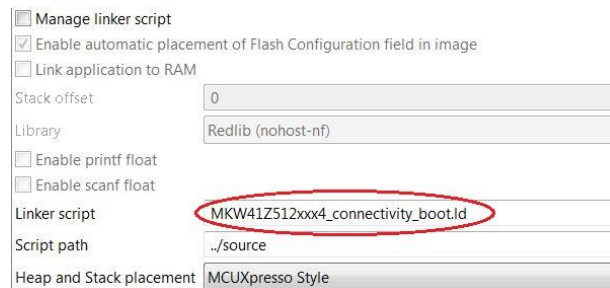 Manage linker script
Enable automatic placement of Flash Configuration field in image
Link application to RAM
Stack offset 0
Library Redlib (nohost-nf)
Enable printf float
Enable scanf float
Linker script MKW41Z512xxx4_connectivity_boot.ld
Script path ../source
Heap and Stack placement MCUXpresso Style